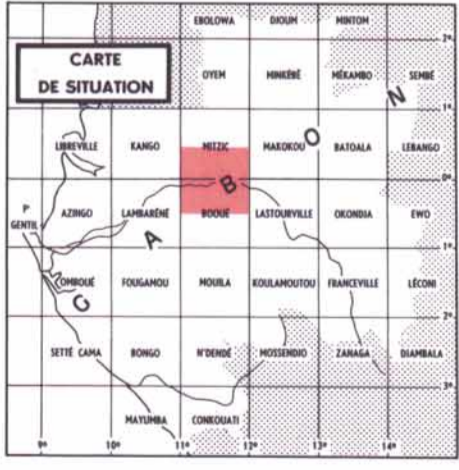 CARTE
DE SITUATION
EBOLOWA DJOUM MINTOM
2°
OYEM MINKÉBÉ MÉKAMBO SEMBÉ
N
1°
LIBREVILLE KANGO MITZIC MAKOKOU O BATOALA LEBANGO
0°
B
P^t GENTIL AZINGO LAMBARÉNÉ BOOUÉ LASTOURVILLE OKONDJA EWO
A
1°
OMBOUÉ FOUGAMOU MOUILA KOULAMOUTOU FRANCEVILLE LÉCONI
G
2°
SETTÉ CAMA BONGO N'DENDÉ MOSSENDJO ZANAGA DJAMBALA
3°
MAYUMBA CONKOUATI
9° 10° 11° 12° 13° 14°